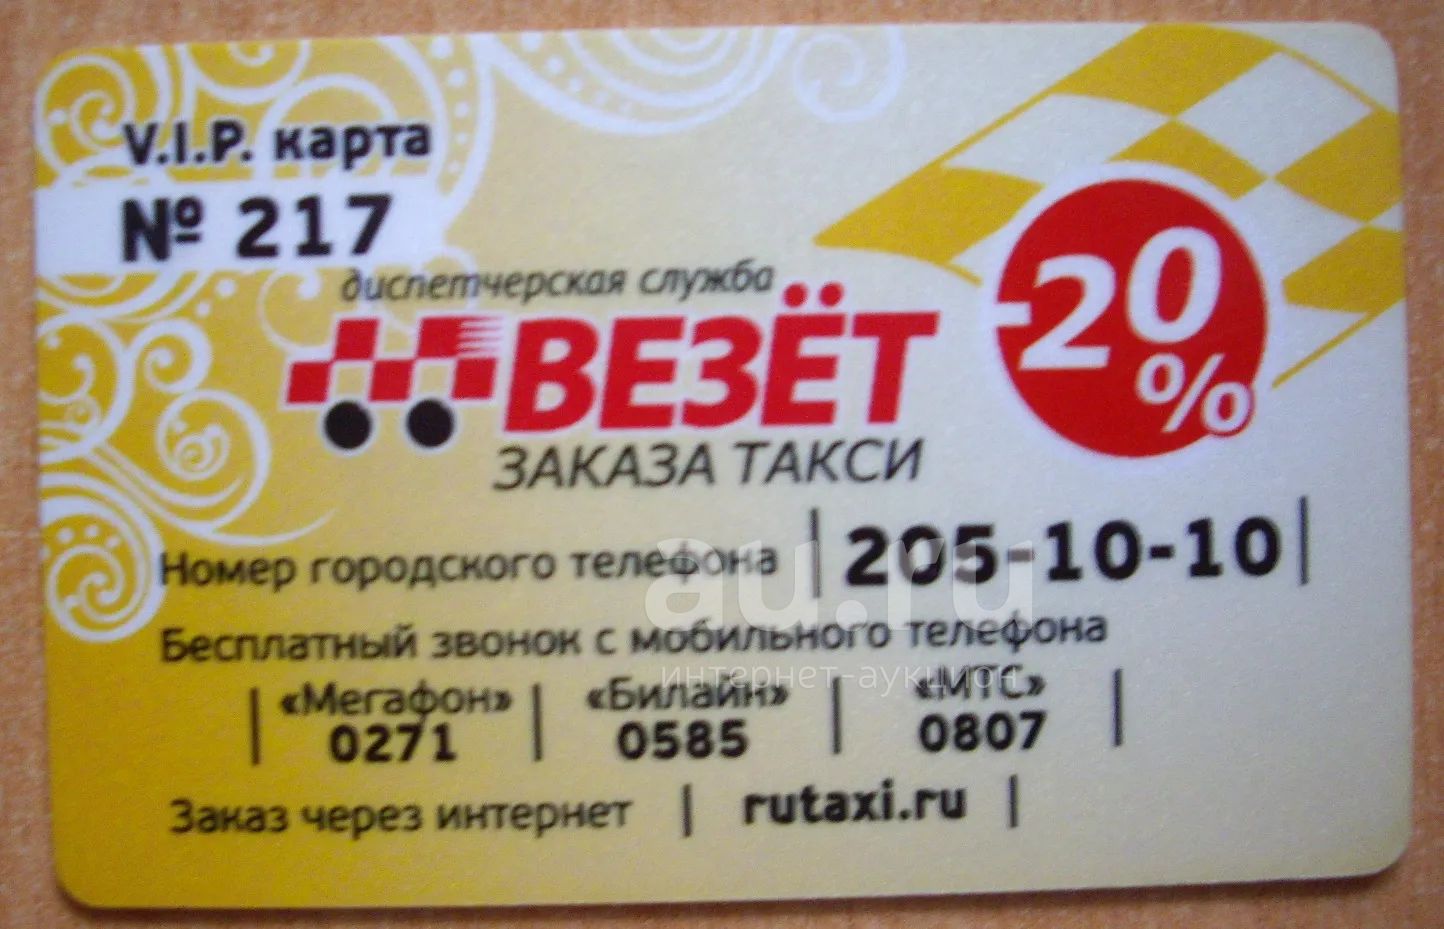 V.I.P. карта
№ 217
диспетчерская служба
ВЕЗЁТ
ЗАКАЗА ТАКСИ
-20%
Номер городского телефона | 205-10-10 |
au.ru
Бесплатный звонок с мобильного телефона
интернет-аукцион
| «Мегафон» | «Билайн» | «МТС» |
0271 0585 0807
Заказ через интернет | rutaxi.ru |